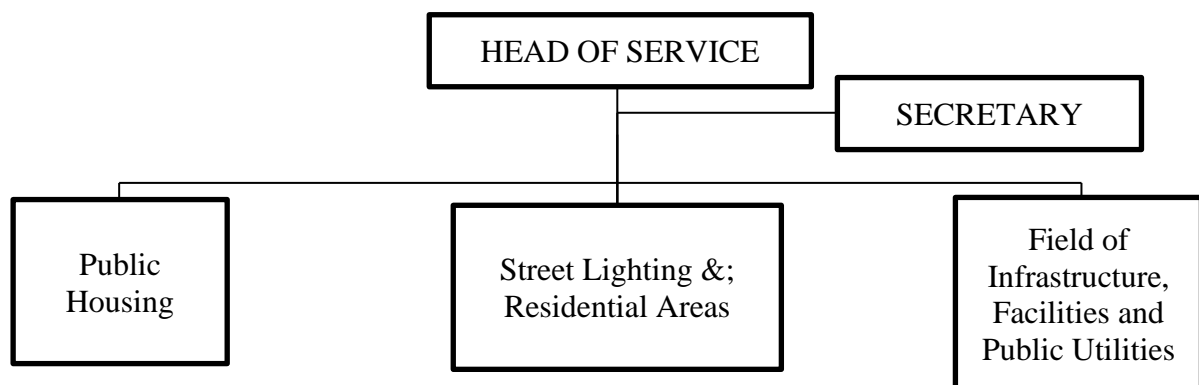 HEAD OF SERVICE
SECRETARY
Public
Housing
Street Lighting &;
Residential Areas
Field of
Infrastructure,
Facilities and
Public Utilities